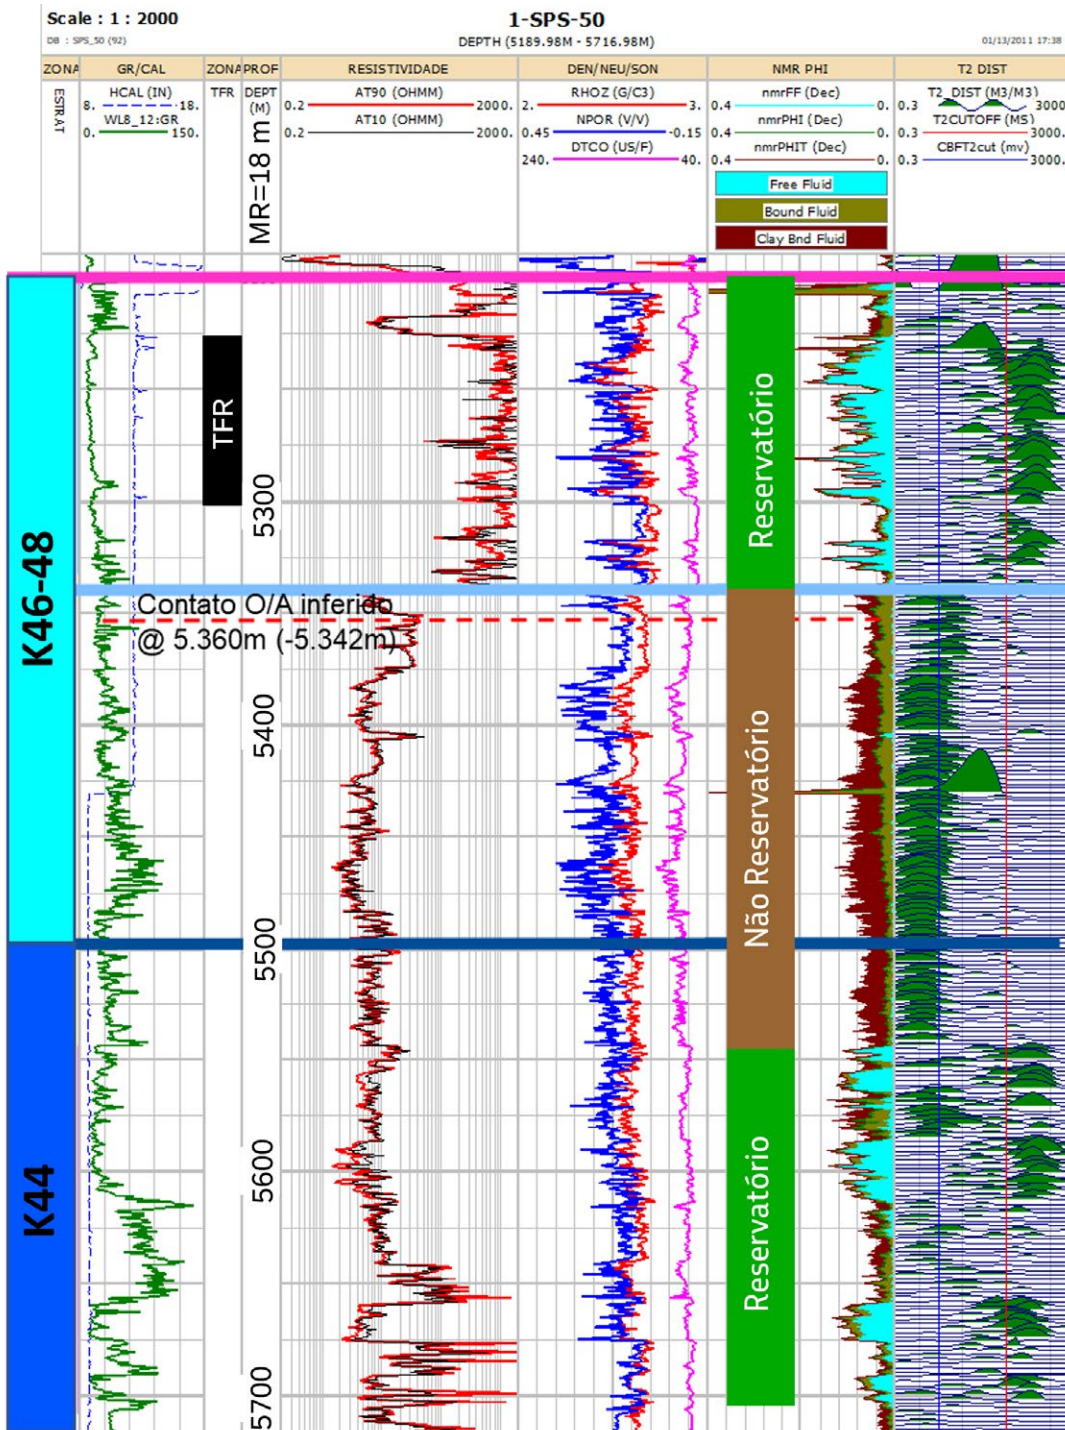 Scale : 1 : 2000
1-SPS-50
DB : SPS_50 (92)
DEPTH (5189.98M - 5716.98M)
01/13/2011 17:38
ZONA GR/CAL ZONA PROF RESISTIVIDADE DEN/NEU/SON NMR PHI T2 DIST
ESTRAT
HCAL (IN)
8. 18.
WL8_12:GR
0. 150.
TFR
DEPT
(M)
MR=18 m
AT90 (OHMM)
0.2 2000.
AT10 (OHMM)
0.2 2000.
RHOZ (G/C3)
2. 3.
NPOR (V/V)
0.45 -0.15
DTCO (US/F)
240. 40.
nmrFF (Dec)
0.4 0.
nmrPHI (Dec)
0.4 0.
nmrPHIT (Dec)
0.4 0.
Free Fluid
Bound Fluid
Clay Bnd Fluid
T2_DIST (M3/M3)
0.3 3000.
T2CUTOFF (MS)
0.3 3000.
CBFT2cut (mv)
0.3 3000.
K46-48
TFR
5300
Reservatório
Contato O/A inferido
@ 5.360m (-5.342m)
5400
Não Reservatório
5500
K44
5600
Reservatório
5700